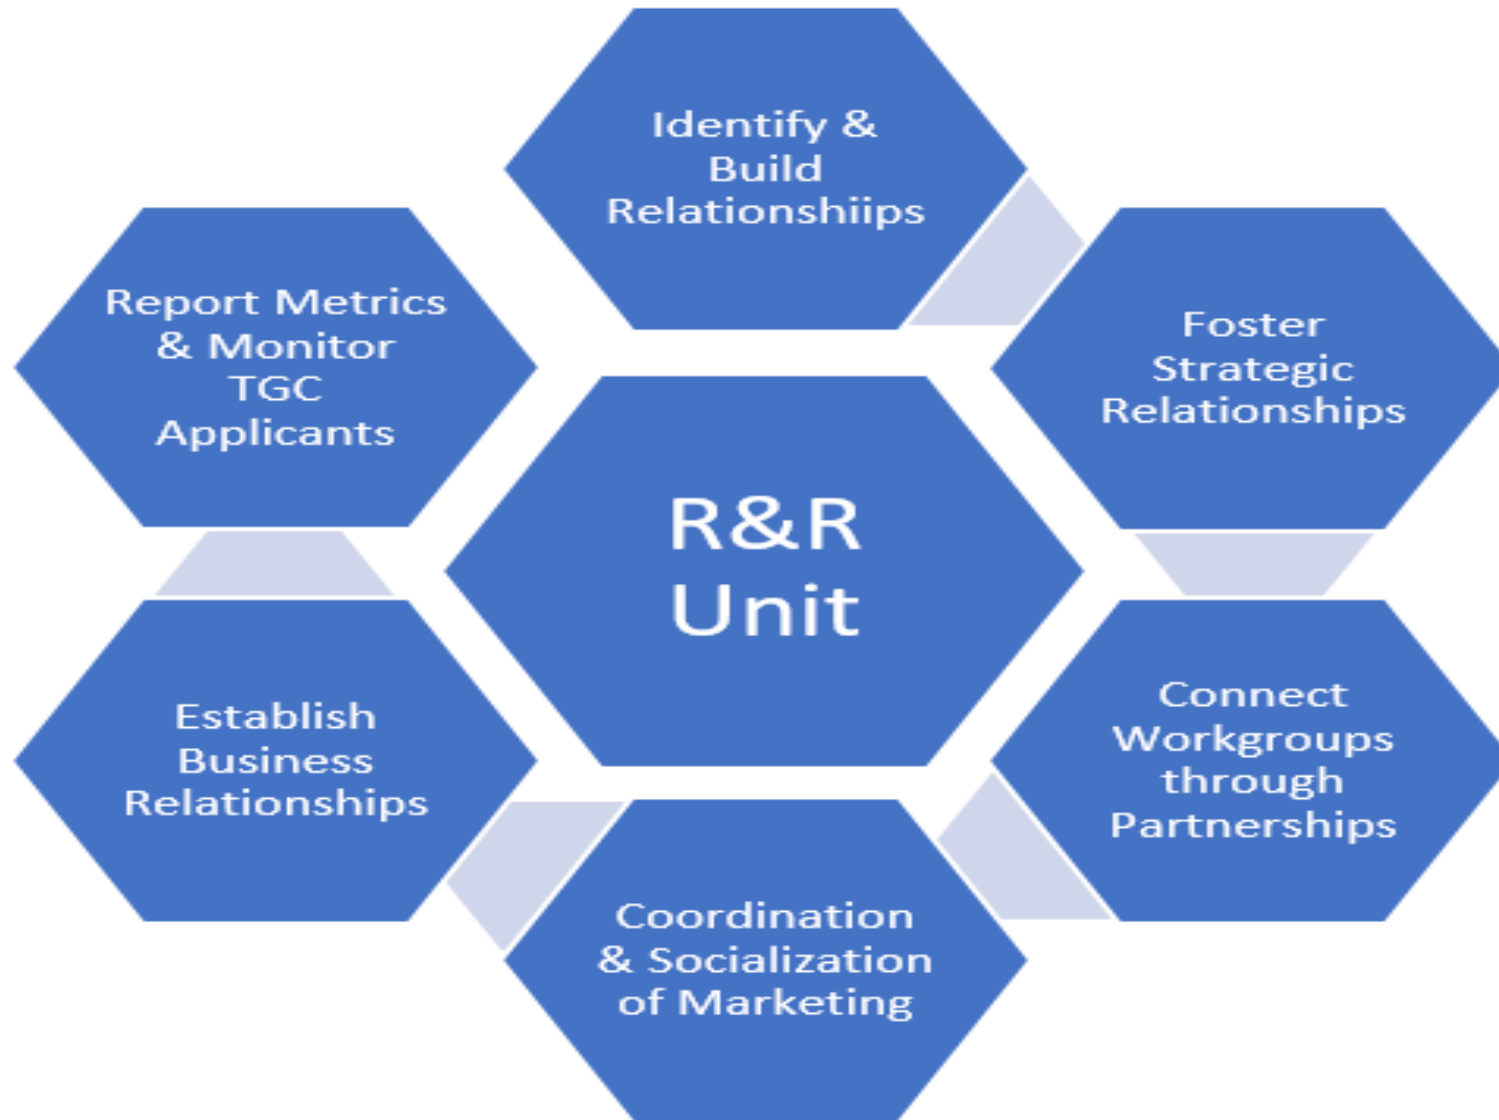 Identify &
Build
Relationshiips
Foster
Strategic
Relationships
Connect
Workgroups
through
Partnerships
Coordination
& Socialization
of Marketing
Establish
Business
Relationships
Report Metrics
& Monitor
TGC
Applicants
R&R
Unit